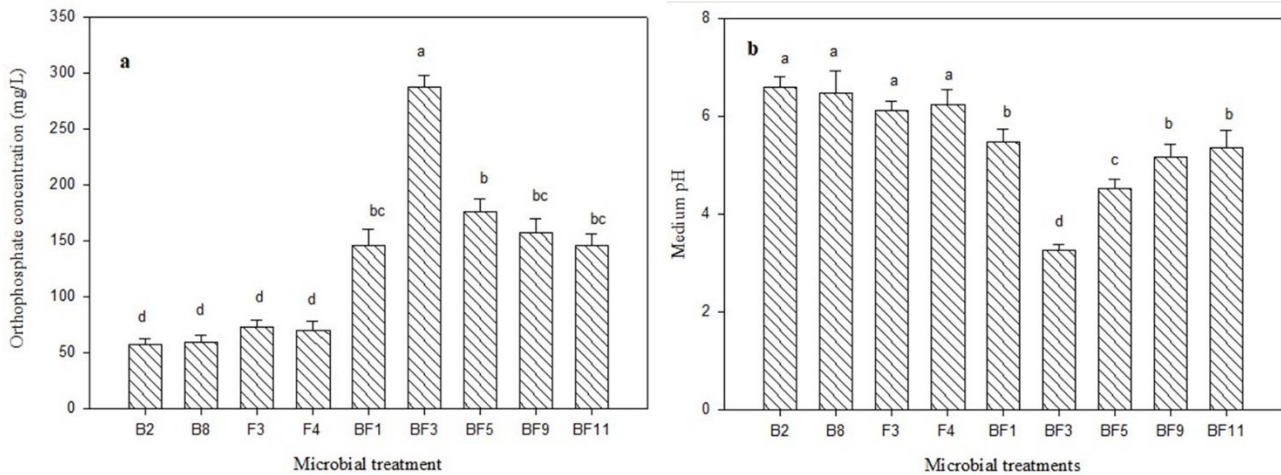 350
300
250
200
150
100
50
0
Orthophosphate concentration (mg/L)
a
d
d
d
d
bc
a
b
bc
bc
B2 B8 F3 F4 BF1 BF3 BF5 BF9 BF11
Microbial treatment
8
6
4
2
0
Medium pH
b
a
a
a
a
b
d
c
b
b
B2 B8 F3 F4 BF1 BF3 BF5 BF9 BF11
Microbial treatments